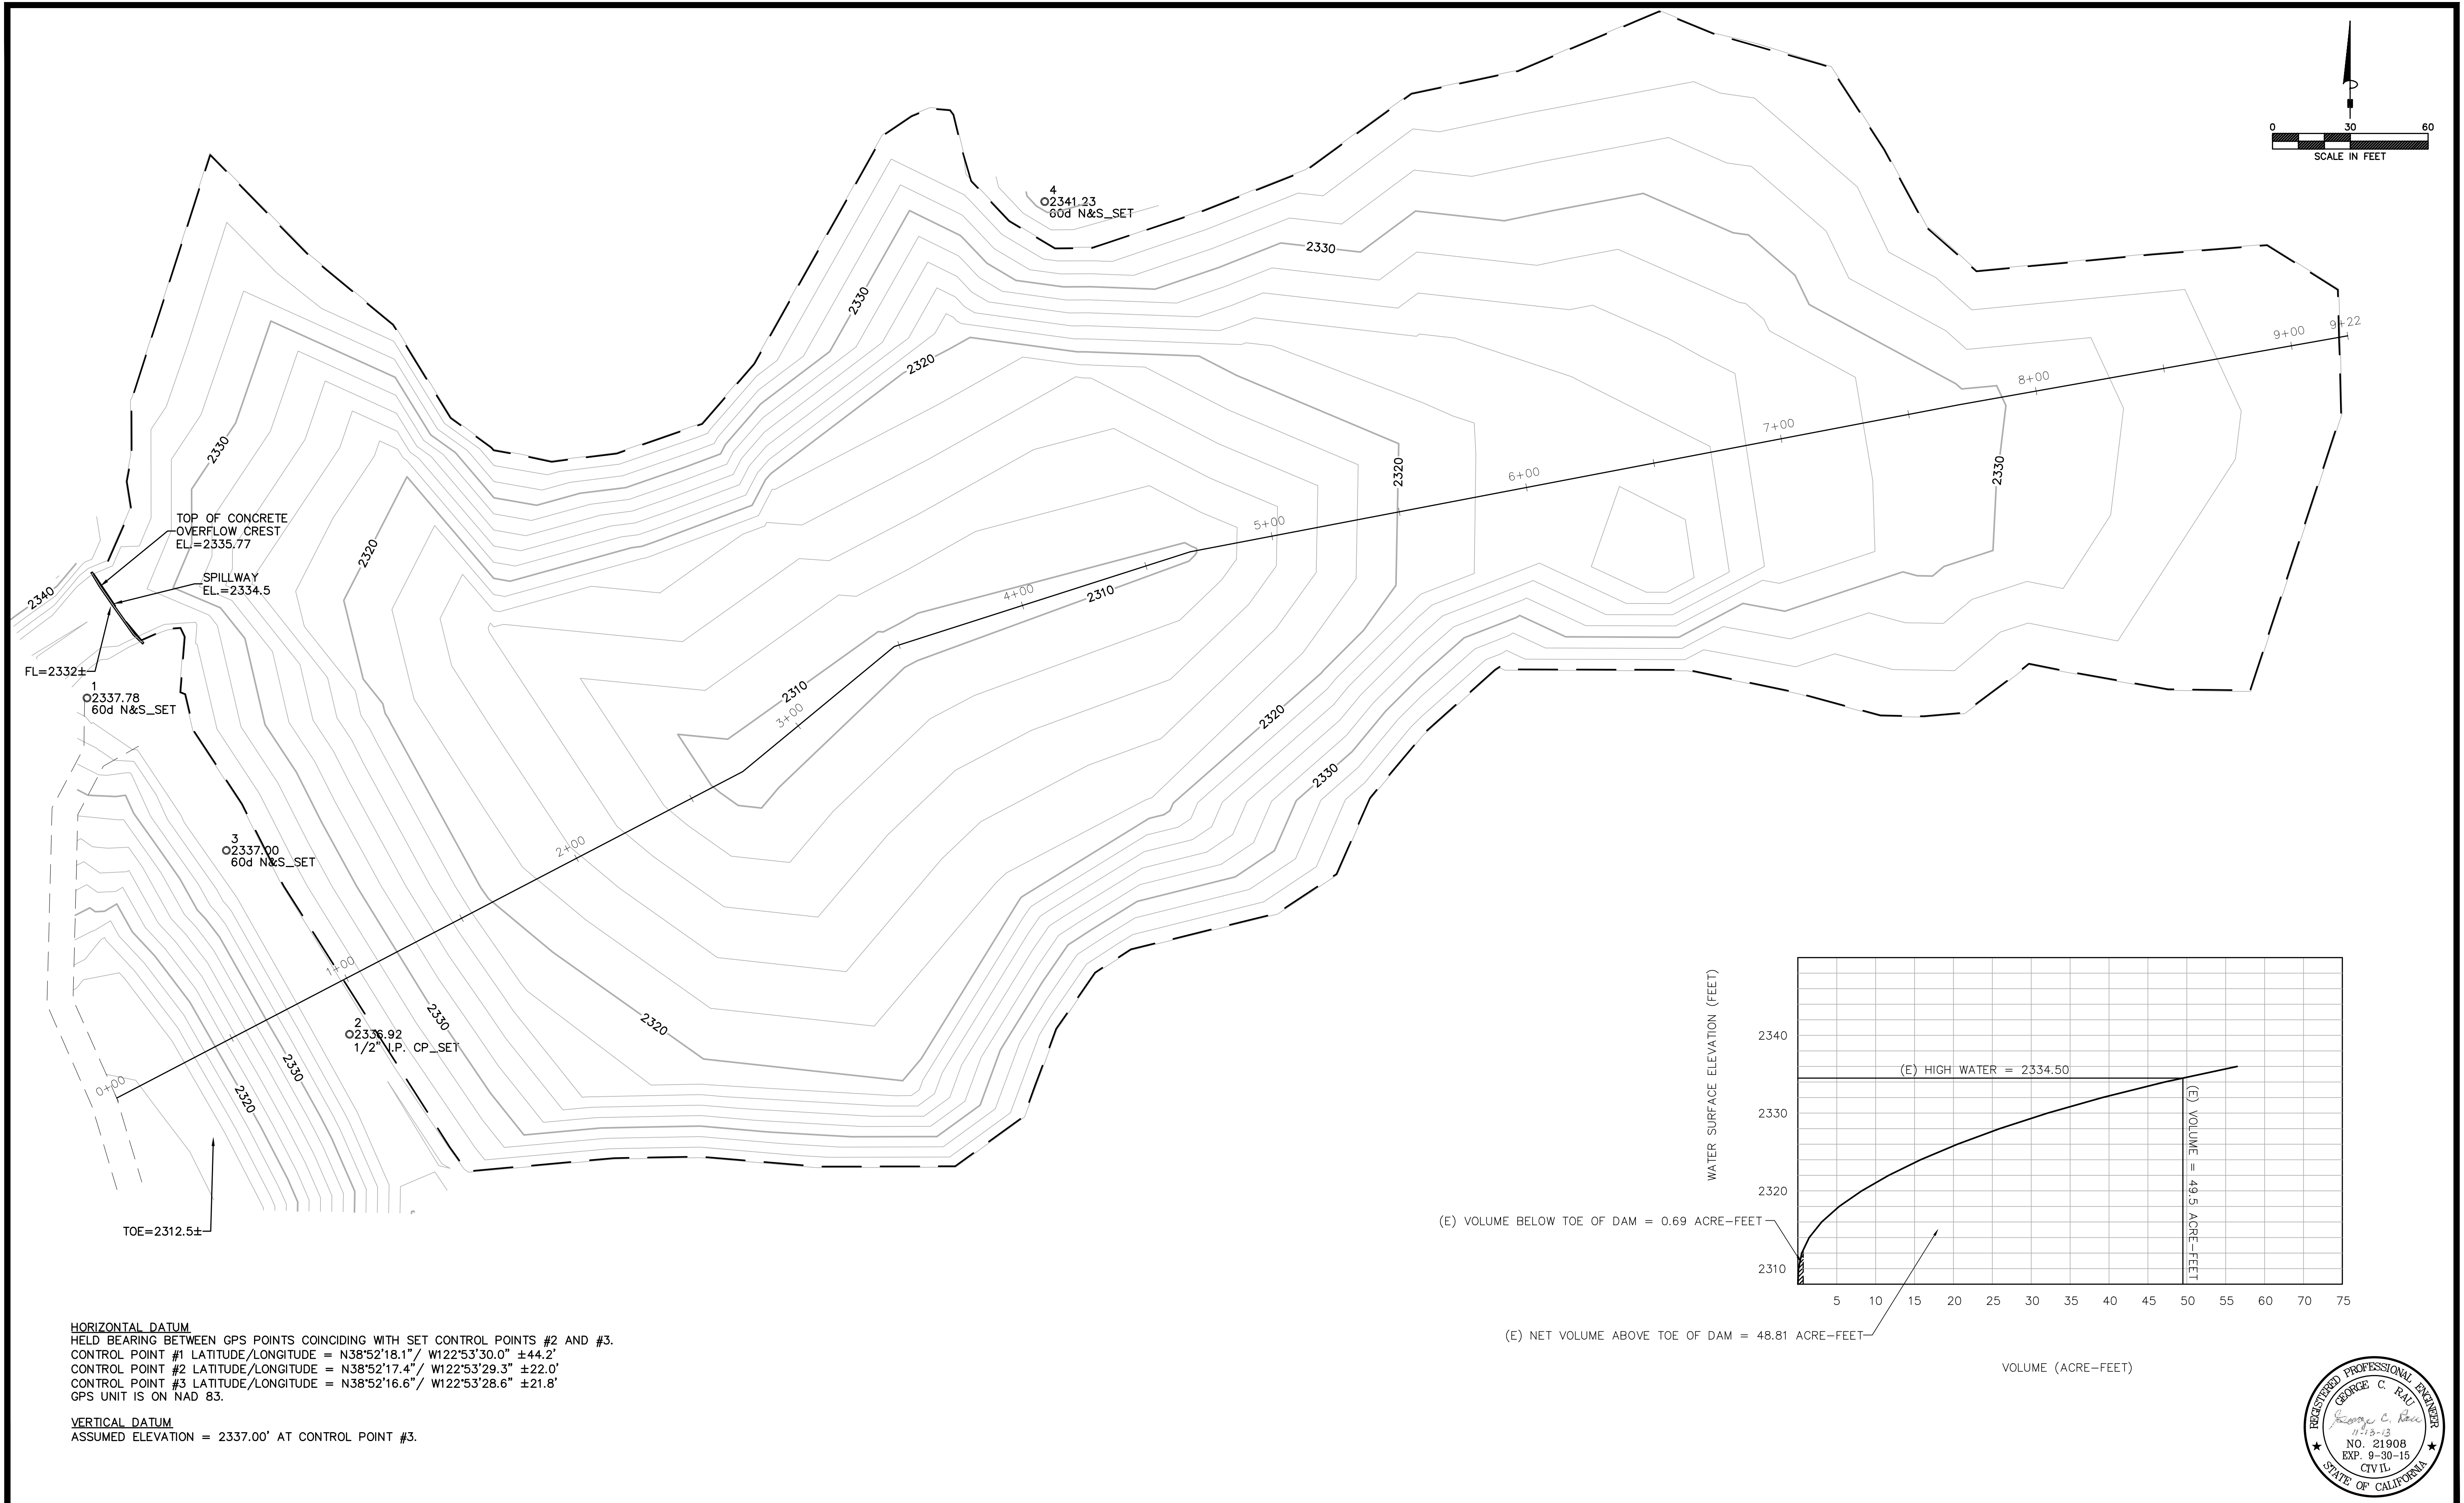 0 30 60
SCALE IN FEET
4
2341.23
60d N&S_SET
2330
2330
2320
2330
2320
2320
2330
9+00
9+22
8+00
7+00
6+00
5+00
4+00
3+00
2+00
1+00
0+00
TOP OF CONCRETE
OVERFLOW CREST
EL.=2335.77
SPILLWAY
EL.=2334.5
2340
FL=2332±
1
2337.78
60d N&S_SET
2310
2310
2320
2330
3
2337.00
60d N&S_SET
2
2336.92
1/2" I.P. CP_SET
2330
2320
2330
2320
TOE=2312.5±
WATER SURFACE ELEVATION (FEET)
2340
2330
2320
2310
(E) HIGH WATER = 2334.50
(E) VOLUME = 49.5 ACRE-FEET
(E) VOLUME BELOW TOE OF DAM = 0.69 ACRE-FEET
5 10 15 20 25 30 35 40 45 50 55 60 65 70 75
(E) NET VOLUME ABOVE TOE OF DAM = 48.81 ACRE-FEET
VOLUME (ACRE-FEET)
HORIZONTAL DATUM
HELD BEARING BETWEEN GPS POINTS COINCIDING WITH SET CONTROL POINTS #2 AND #3.
CONTROL POINT #1 LATITUDE/LONGITUDE = N38°52'18.1"/ W122°53'30.0" ±44.2'
CONTROL POINT #2 LATITUDE/LONGITUDE = N38°52'17.4"/ W122°53'29.3" ±22.0'
CONTROL POINT #3 LATITUDE/LONGITUDE = N38°52'16.6"/ W122°53'28.6" ±21.8'
GPS UNIT IS ON NAD 83.
VERTICAL DATUM
ASSUMED ELEVATION = 2337.00' AT CONTROL POINT #3.
REGISTERED PROFESSIONAL ENGINEER
GEORGE C. RAU
George C. Rau
11-13-13
NO. 21908
EXP. 9-30-15
CIVIL
STATE OF CALIFORNIA